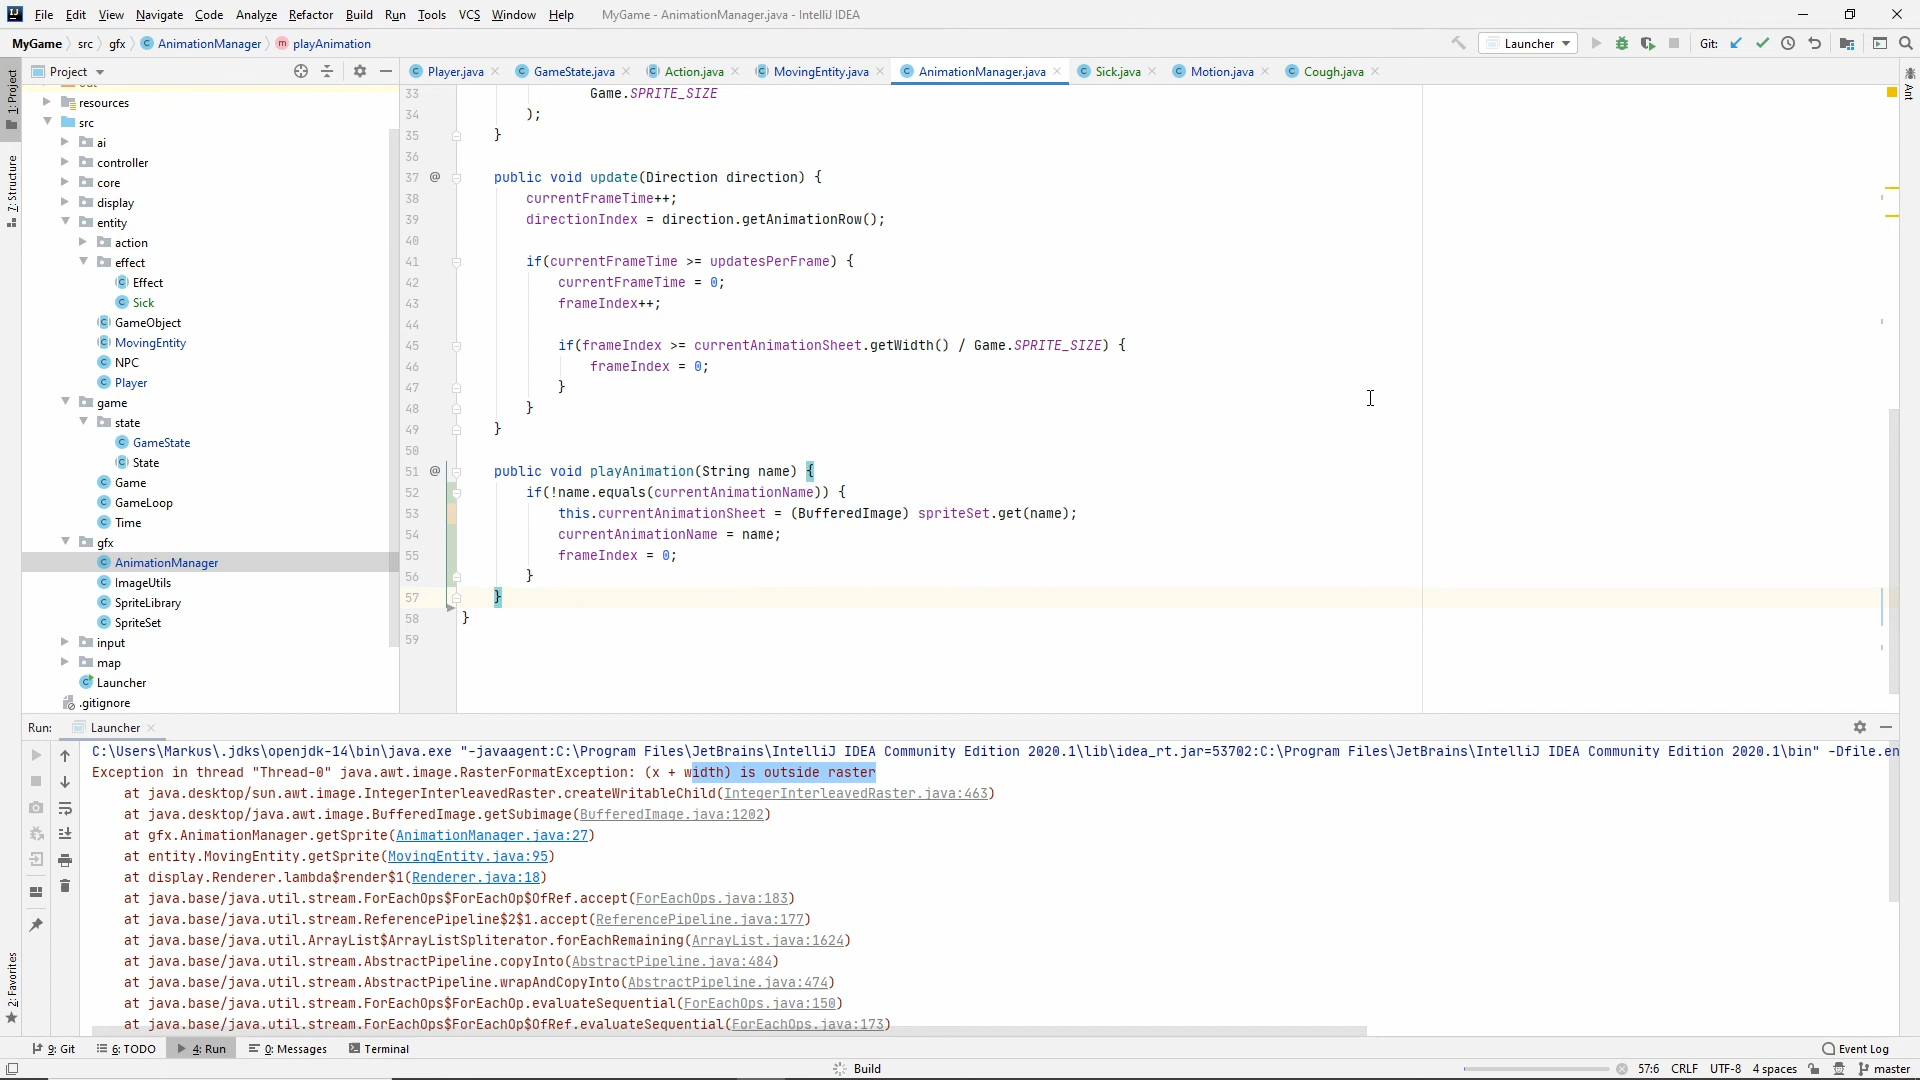 File Edit View Navigate Code Analyze Refactor Build Run Tools VCS Window Help MyGame - AnimationManager.java - IntelliJ IDEA
MyGame src gfx AnimationManager playAnimation Launcher Git:
Project Player.java GameState.java Action.java MovingEntity.java AnimationManager.java Sick.java Motion.java Cough.java
1: Project
7: Structure
2: Favorites
Ant
resources
src
ai
controller
core
display
entity
action
effect
Effect
Sick
GameObject
MovingEntity
NPC
Player
game
state
GameState
State
Game
GameLoop
Time
gfx
AnimationManager
ImageUtils
SpriteLibrary
SpriteSet
input
map
Launcher
.gitignore
33 Game.SPRITE_SIZE
34 );
35 }
36
37 @ public void update(Direction direction) {
38 currentFrameTime++;
39 directionIndex = direction.getAnimationRow();
40
41 if(currentFrameTime >= updatesPerFrame) {
42 currentFrameTime = 0;
43 frameIndex++;
44
45 if(frameIndex >= currentAnimationSheet.getWidth() / Game.SPRITE_SIZE) {
46 frameIndex = 0;
47 }
48 }
49 }
50
51 @ public void playAnimation(String name) {
52 if(!name.equals(currentAnimationName)) {
53 this.currentAnimationSheet = (BufferedImage) spriteSet.get(name);
54 currentAnimationName = name;
55 frameIndex = 0;
56 }
57 }
58 }
59
Run: Launcher
C:\Users\Markus\.jdks\openjdk-14\bin\java.exe "-javaagent:C:\Program Files\JetBrains\IntelliJ IDEA Community Edition 2020.1\lib\idea_rt.jar=53702:C:\Program Files\JetBrains\IntelliJ IDEA Community Edition 2020.1\bin" -Dfile.en
Exception in thread "Thread-0" java.awt.image.RasterFormatException: (x + width) is outside raster
at java.desktop/sun.awt.image.IntegerInterleavedRaster.createWritableChild(IntegerInterleavedRaster.java:463)
at java.desktop/java.awt.image.BufferedImage.getSubimage(BufferedImage.java:1202)
at gfx.AnimationManager.getSprite(AnimationManager.java:27)
at entity.MovingEntity.getSprite(MovingEntity.java:95)
at display.Renderer.lambda$render$1(Renderer.java:18)
at java.base/java.util.stream.ForEachOps$ForEachOp$OfRef.accept(ForEachOps.java:183)
at java.base/java.util.stream.ReferencePipeline$2$1.accept(ReferencePipeline.java:177)
at java.base/java.util.ArrayList$ArrayListSpliterator.forEachRemaining(ArrayList.java:1624)
at java.base/java.util.stream.AbstractPipeline.copyInto(AbstractPipeline.java:484)
at java.base/java.util.stream.AbstractPipeline.wrapAndCopyInto(AbstractPipeline.java:474)
at java.base/java.util.stream.ForEachOps$ForEachOp.evaluateSequential(ForEachOps.java:150)
at java.base/java.util.stream.ForEachOps$ForEachOp$OfRef.evaluateSequential(ForEachOps.java:173)
9: Git 6: TODO 4: Run 0: Messages Terminal Event Log
Build 57:6 CRLF UTF-8 4 spaces master